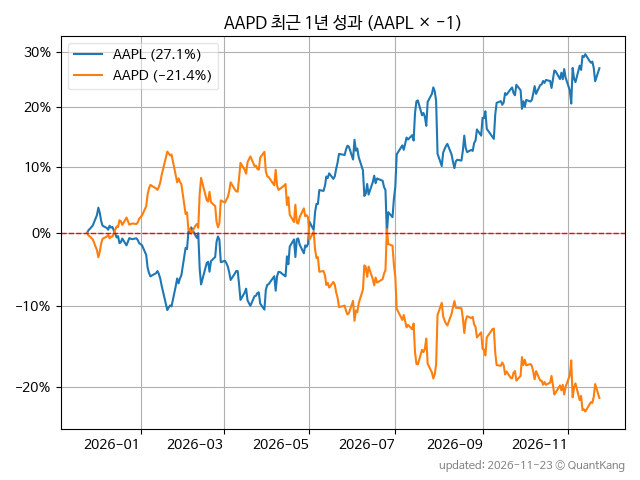 AAPD 최근 1년 성과 (AAPL × −1)
AAPL (27.1%)
AAPD (−21.4%)
30%
20%
10%
0%
−10%
−20%
2026-01 2026-03 2026-05 2026-07 2026-09 2026-11
updated: 2026-11-23 © QuantKang